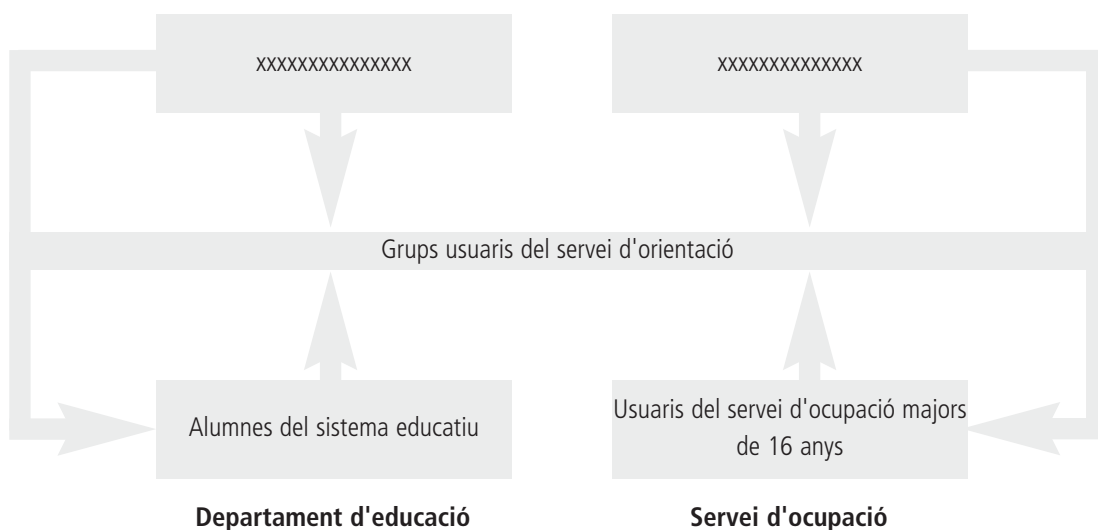 xxxxxxxxxxxxxxx
xxxxxxxxxxxxxx
Grups usuaris del servei d'orientació
Alumnes del sistema educatiu
Usuaris del servei d'ocupació majors
de 16 anys
Departament d'educació
Servei d'ocupació